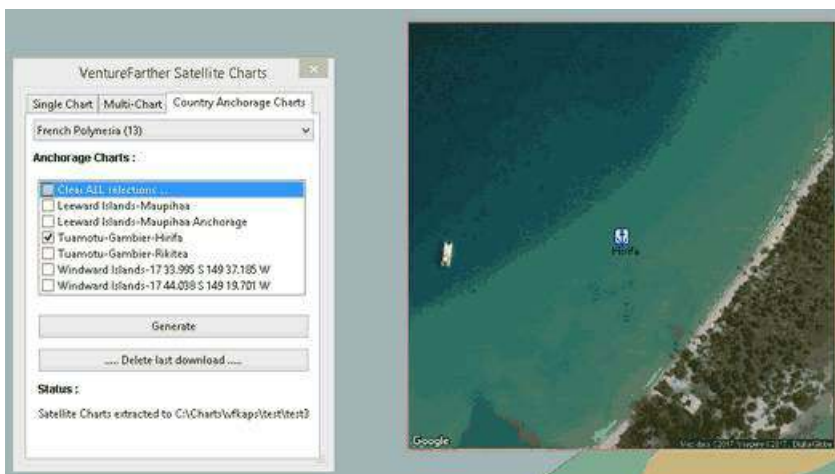 VentureFarther Satellite Charts
Single Chart
Multi-Chart
Country Anchorage Charts
French Polynesia (13)
Anchorage Charts :
Clear ALL selections ...
Leeward Islands-Maupihaa
Leeward Islands-Maupihaa Anchorage
Tuamotu-Gambier-Hirifa
Tuamotu-Gambier-Rikitea
Windward Islands-17 33.995 S 149 37.185 W
Windward Islands-17 44.038 S 149 19.701 W
Generate
..... Delete last download .....
Status :
Satellite Charts extracted to C:\Charts\vfkaps\test\test3
Hirifa
Google